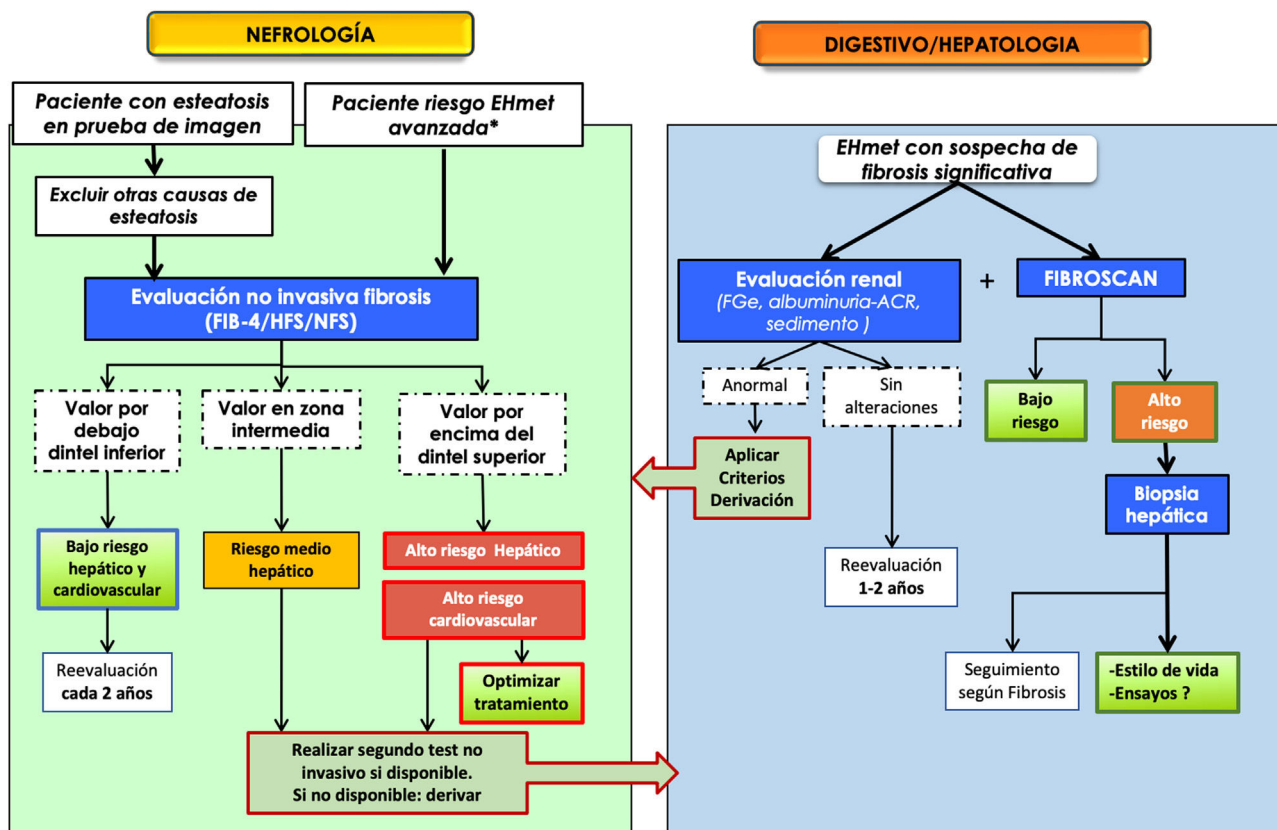 NEFROLOGÍA
Paciente con esteatosis
en prueba de imagen
Paciente riesgo EHmet
avanzada*
Excluir otras causas de
esteatosis
Evaluación no invasiva fibrosis
(FIB-4/HFS/NFS)
Valor por
debajo
dintel inferior
Valor en zona
intermedia
Valor por
encima del
dintel superior
Bajo riesgo
hepático y
cardiovascular
Riesgo medio
hepático
Alto riesgo Hepático
Alto riesgo
cardiovascular
Reevaluación
cada 2 años
Optimizar
tratamiento
Realizar segundo test no
invasivo si disponible.
Si no disponible: derivar
DIGESTIVO/HEPATOLOGIA
EHmet con sospecha de
fibrosis significativa
Evaluación renal
(FGe, albuminuria-ACR,
sedimento )
+
FIBROSCAN
Anormal
Sin
alteraciones
Bajo
riesgo
Alto
riesgo
Aplicar
Criterios
Derivación
Biopsia
hepática
Reevaluación
1-2 años
Seguimiento
según Fibrosis
-Estilo de vida
-Ensayos ?